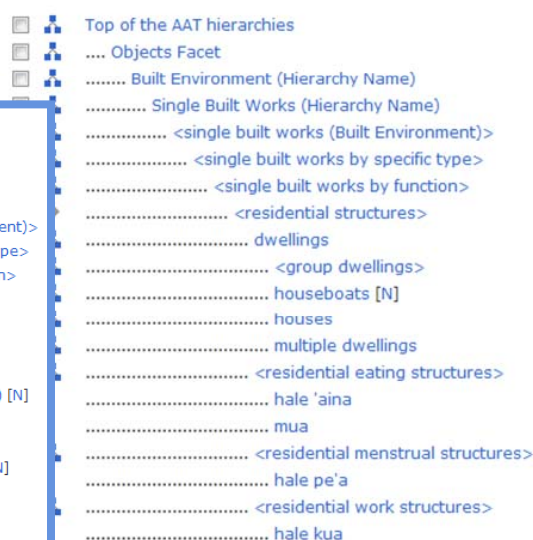 Top of the AAT hierarchies
.... Objects Facet
........ Built Environment (Hierarchy Name)
............ Single Built Works (Hierarchy Name)
................ <single built works (Built Environment)>
.................... <single built works by specific type>
........................ <single built works by function>
............................ <residential structures>
................................ dwellings
.................................... <group dwellings>
.................................... houseboats [N]
.................................... houses
.................................... multiple dwellings
................................ <residential eating structures>
.................................... hale 'aina
.................................... mua
................................ <residential menstrual structures>
.................................... hale pe'a
................................ <residential work structures>
.................................... hale kua
ent)>
pe>
n>
) [N]